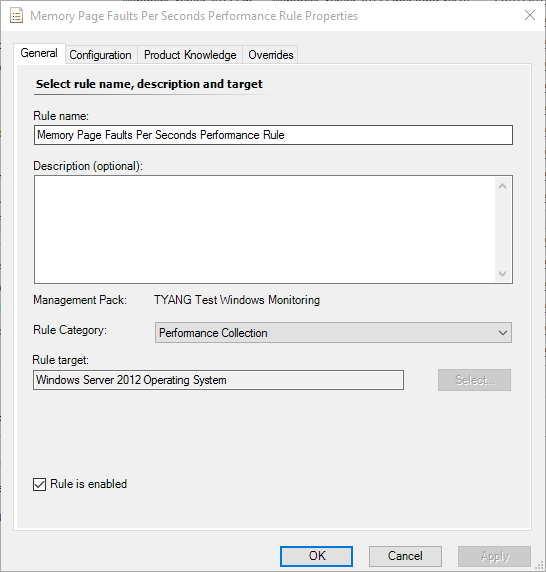 Memory Page Faults Per Seconds Performance Rule Properties
General Configuration Product Knowledge Overrides
Select rule name, description and target
Rule name:
Memory Page Faults Per Seconds Performance Rule
Description (optional):
Management Pack: TYANG Test Windows Monitoring
Rule Category: Performance Collection
Rule target:
Windows Server 2012 Operating System Select...
Rule is enabled
OK Cancel Apply